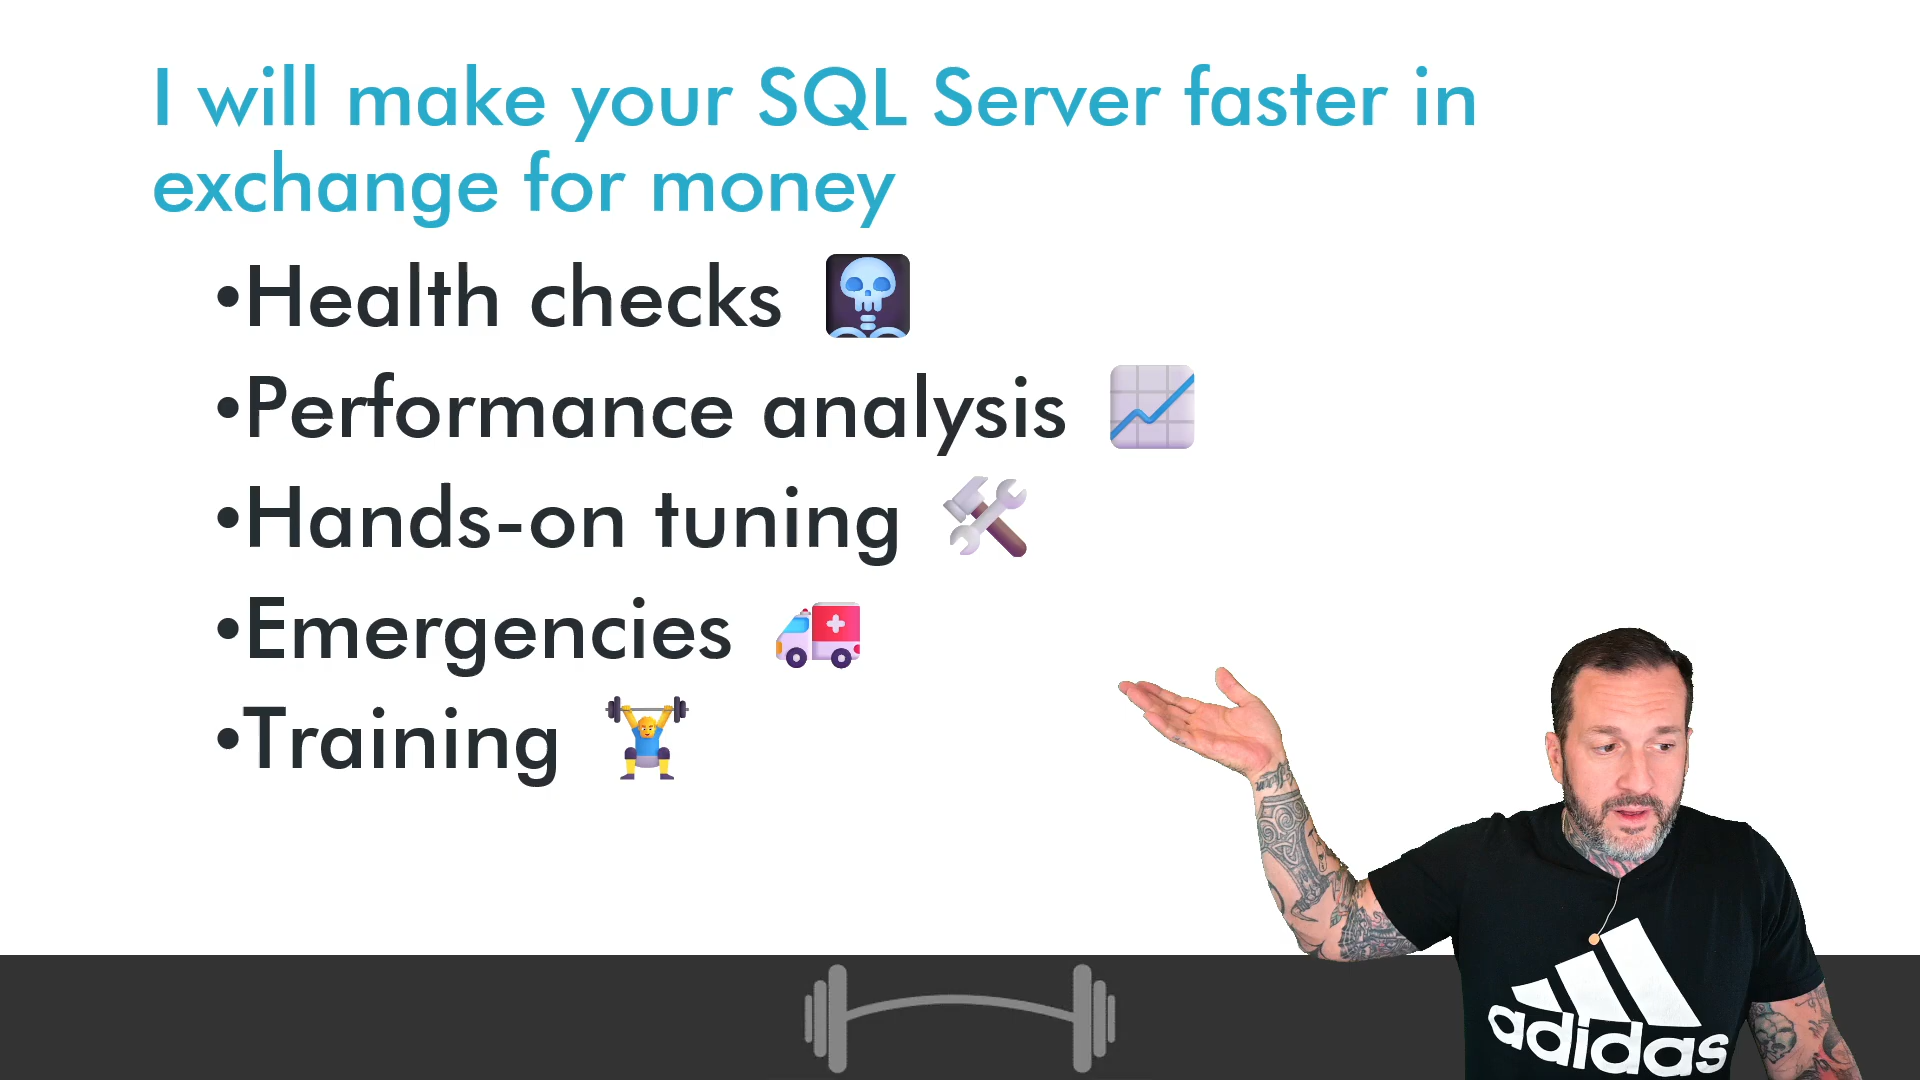 I will make your SQL Server faster in
exchange for money
•Health checks
•Performance analysis
•Hands-on tuning
•Emergencies
•Training
adidas